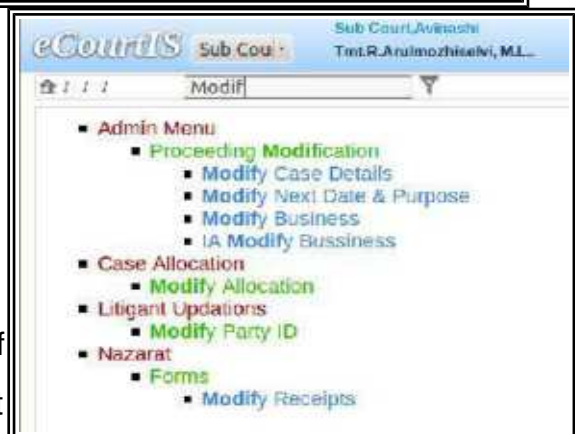 eCourtIS Sub Cou
Sub Court,Avinashi
Tmt.R.Arulmozhiselvi, M.L..
Modif
Admin Menu
Proceeding Modification
Modify Case Details
Modify Next Date & Purpose
Modify Business
IA Modify Bussiness
Case Allocation
Modify Allocation
Litigant Updations
Modify Party ID
Nazarat
Forms
Modify Receipts